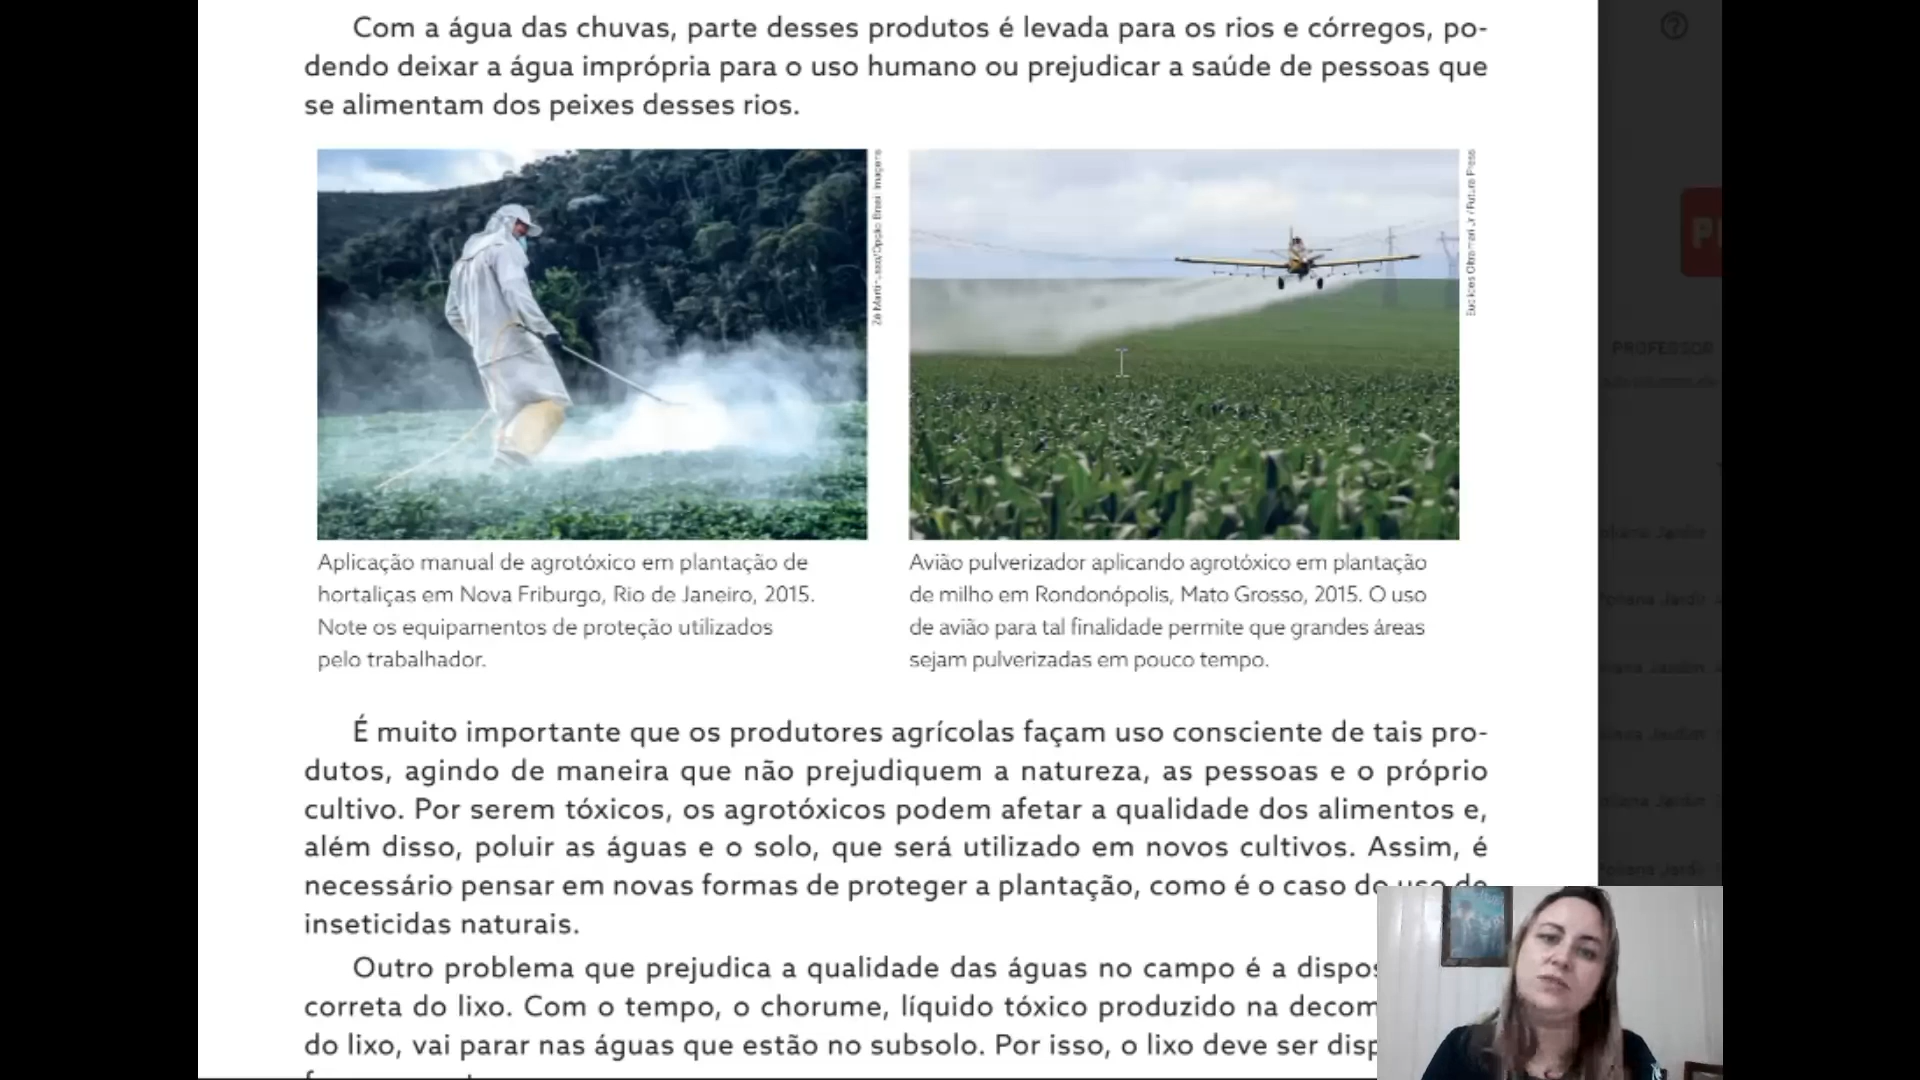 Com a água das chuvas, parte desses produtos é levada para os rios e córregos, po-
dendo deixar a água imprópria para o uso humano ou prejudicar a saúde de pessoas que
se alimentam dos peixes desses rios.
Aplicação manual de agrotóxico em plantação de
hortaliças em Nova Friburgo, Rio de Janeiro, 2015.
Note os equipamentos de proteção utilizados
pelo trabalhador.
Avião pulverizador aplicando agrotóxico em plantação
de milho em Rondonópolis, Mato Grosso, 2015. O uso
de avião para tal finalidade permite que grandes áreas
sejam pulverizadas em pouco tempo.
É muito importante que os produtores agrícolas façam uso consciente de tais pro-
dutos, agindo de maneira que não prejudiquem a natureza, as pessoas e o próprio
cultivo. Por serem tóxicos, os agrotóxicos podem afetar a qualidade dos alimentos e,
além disso, poluir as águas e o solo, que será utilizado em novos cultivos. Assim, é
necessário pensar em novas formas de proteger a plantação, como é o caso do uso de
inseticidas naturais.
Outro problema que prejudica a qualidade das águas no campo é a dispos
correta do lixo. Com o tempo, o chorume, líquido tóxico produzido na decom
do lixo, vai parar nas águas que estão no subsolo. Por isso, o lixo deve ser disp
PROFESSOR